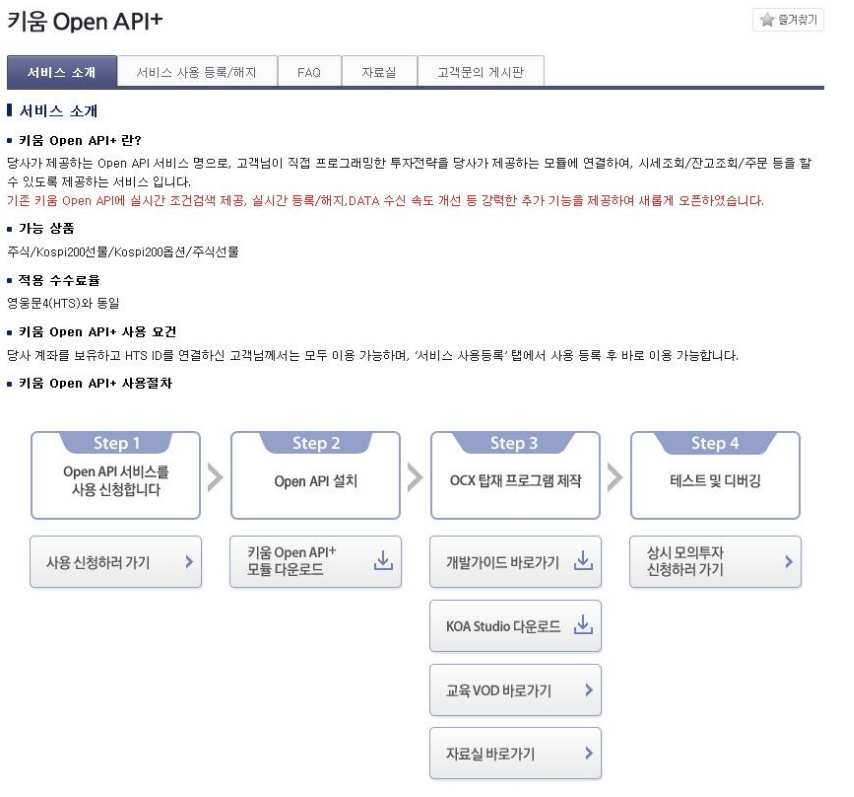 키움 Open API+
즐겨찾기
서비스 소개
서비스 사용 등록/해지
FAQ
자료실
고객문의 게시판
서비스 소개
키움 Open API+ 란?
당사가 제공하는 Open API 서비스 명으로, 고객님이 직접 프로그래밍한 투자전략을 당사가 제공하는 모듈에 연결하여, 시세조회/잔고조회/주문 등을 할
수 있도록 제공하는 서비스 입니다.
기존 키움 Open API에 실시간 조건검색 제공, 실시간 등록/해지,DATA 수신 속도 개선 등 강력한 추가 기능을 제공하여 새롭게 오픈하였습니다.
가능 상품
주식/Kospi200선물/Kospi200옵션/주식선물
적용 수수료율
영웅문4(HTS)와 동일
키움 Open API+ 사용 요건
당사 계좌를 보유하고 HTS ID를 연결하신 고객님께서는 모두 이용 가능하며, '서비스 사용등록' 탭에서 사용 등록 후 바로 이용 가능합니다.
키움 Open API+ 사용절차
Step 1
Open API 서비스를
사용 신청합니다
사용 신청하러 가기
Step 2
Open API 설치
키움 Open API+
모듈 다운로드
Step 3
OCX 탑재 프로그램 제작
개발가이드 바로가기
KOA Studio 다운로드
교육 VOD 바로가기
자료실 바로가기
Step 4
테스트 및 디버깅
상시 모의투자
신청하러 가기